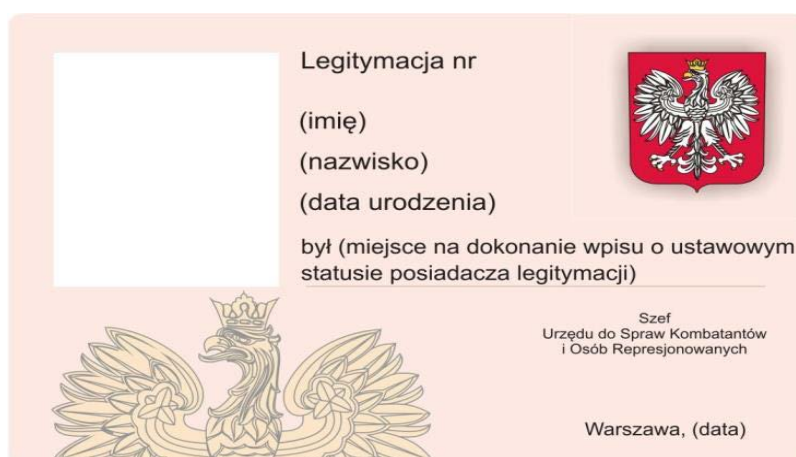 Legitymacja nr
(imię)
(nazwisko)
(data urodzenia)
był (miejsce na dokonanie wpisu o ustawowym
statusie posiadacza legitymacji)
Szef
Urzędu do Spraw Kombatantów
i Osób Represjonowanych
Warszawa, (data)